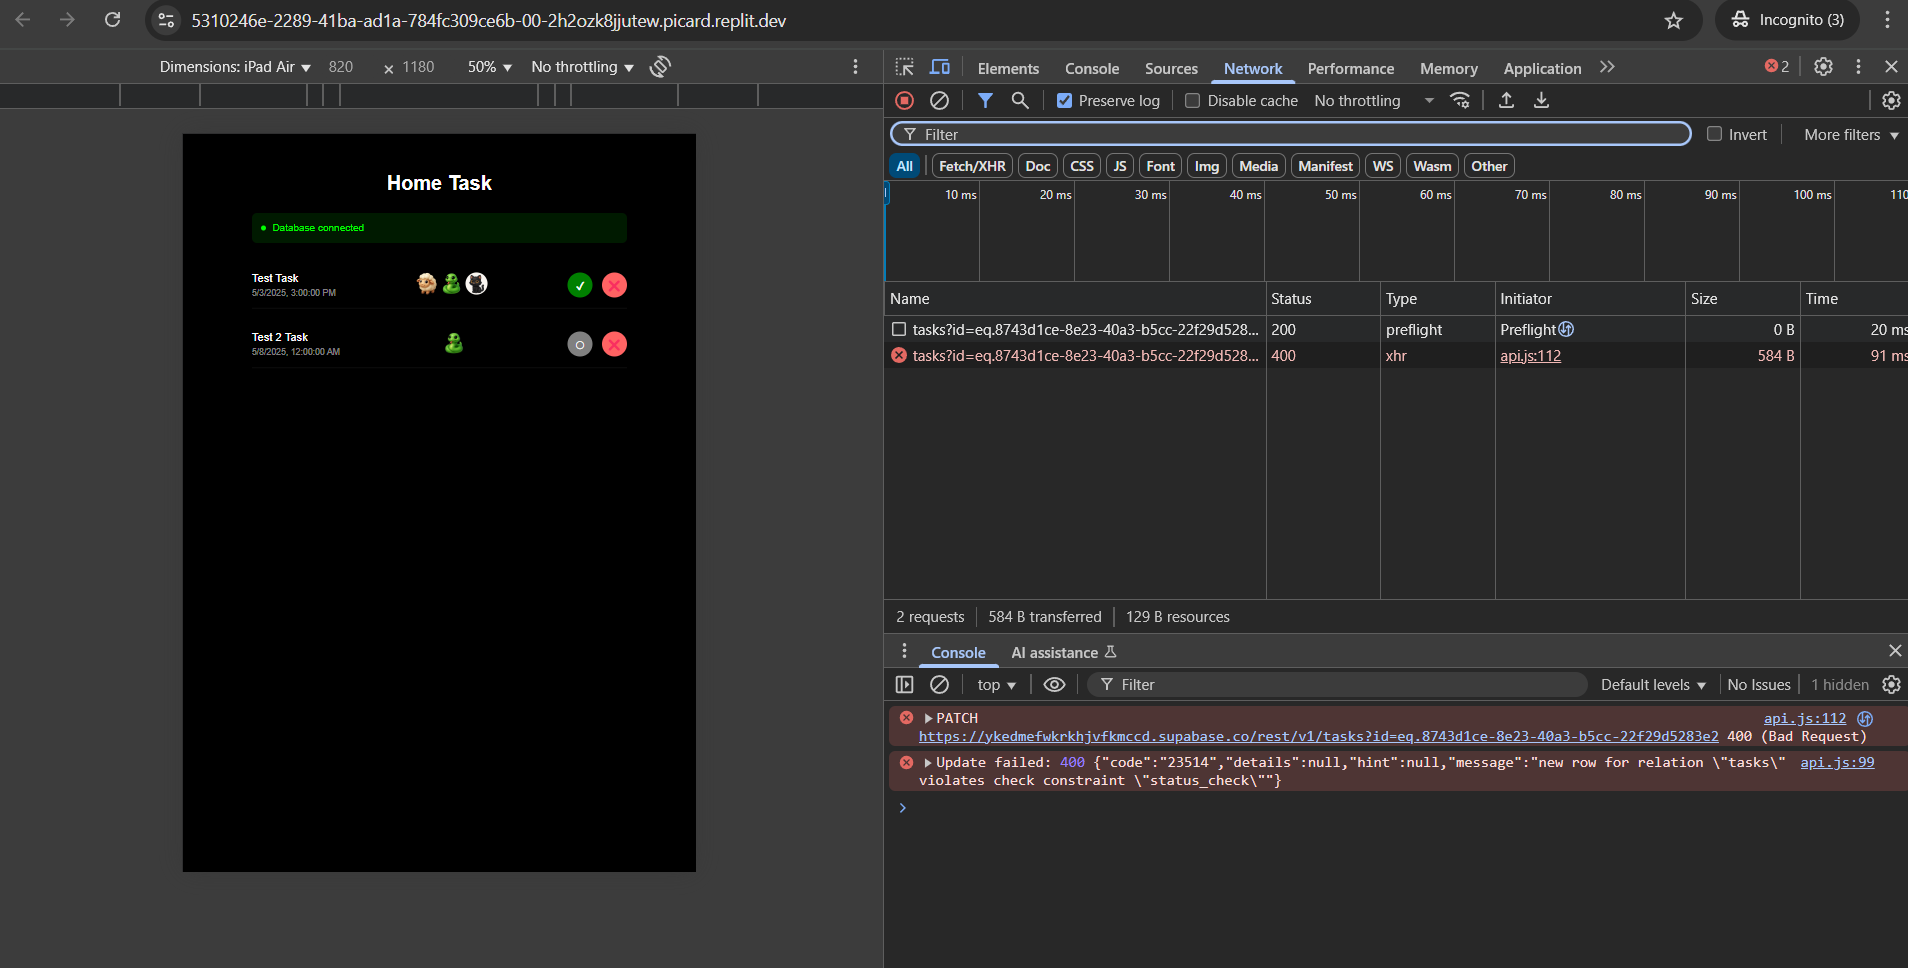 5310246e-2289-41ba-ad1a-784fc309ce6b-00-2h2ozk8jjutew.picard.replit.dev
Incognito (3)
Dimensions: iPad Air 820 × 1180 50% No throttling
Home Task
Database connected
Test Task
5/3/2025, 3:00:00 PM
Test 2 Task
5/8/2025, 12:00:00 AM
Elements Console Sources Network Performance Memory Application 2
Preserve log Disable cache No throttling
Filter Invert More filters
All Fetch/XHR Doc CSS JS Font Img Media Manifest WS Wasm Other
10 ms 20 ms 30 ms 40 ms 50 ms 60 ms 70 ms 80 ms 90 ms 100 ms 110
Name Status Type Initiator Size Time
tasks?id=eq.8743d1ce-8e23-40a3-b5cc-22f29d528... 200 preflight Preflight 0 B 20 ms
tasks?id=eq.8743d1ce-8e23-40a3-b5cc-22f29d528... 400 xhr api.js:112 584 B 91 ms
2 requests 584 B transferred 129 B resources
Console AI assistance
top Filter Default levels No Issues 1 hidden
PATCH api.js:112
https://ykedmefwkrkhjvfkmccd.supabase.co/rest/v1/tasks?id=eq.8743d1ce-8e23-40a3-b5cc-22f29d5283e2 400 (Bad Request)
Update failed: 400 {"code":"23514","details":null,"hint":null,"message":"new row for relation \"tasks\" api.js:99
violates check constraint \"status_check\""}